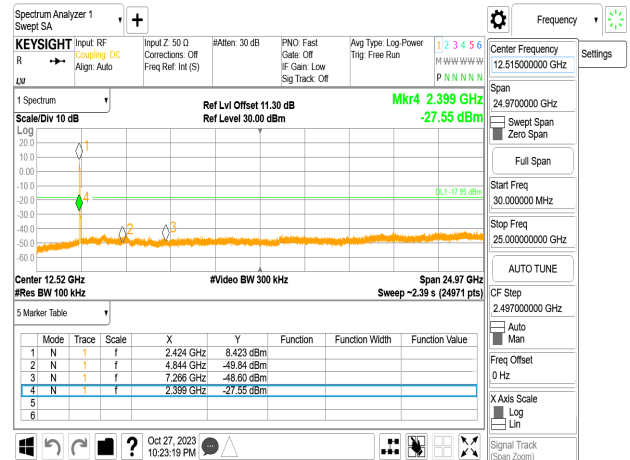 Spectrum Analyzer 1
Swept SA
Frequency
Settings
KEYSIGHT
R
LXI
Input: RF
Coupling: DC
Align: Auto
Input Z: 50 Ω
Corrections: Off
Freq Ref: Int (S)
#Atten: 30 dB
PNO: Fast
Gate: Off
IF Gain: Low
Sig Track: Off
Avg Type: Log-Power
Trig: Free Run
1 2 3 4 5 6
M W W W W W
P N N N N N
1 Spectrum
Scale/Div 10 dB
Ref Lvl Offset 11.30 dB
Ref Level 30.00 dBm
Mkr4 2.399 GHz
-27.55 dBm
Log
20.0
10.0
0.00
-10.0
-20.0
-30.0
-40.0
-50.0
-60.0
1
4
2
3
DL1 -17.95 dBm
Center 12.52 GHz
#Res BW 100 kHz
#Video BW 300 kHz
Span 24.97 GHz
Sweep ~2.39 s (24971 pts)
5 Marker Table
Mode Trace Scale X Y Function Function Width Function Value
1 N 1 f 2.424 GHz 8.423 dBm
2 N 1 f 4.844 GHz -49.84 dBm
3 N 1 f 7.266 GHz -48.60 dBm
4 N 1 f 2.399 GHz -27.55 dBm
5
6
Oct 27, 2023
10:23:19 PM
Center Frequency
12.515000000 GHz
Span
24.9700000 GHz
Swept Span
Zero Span
Full Span
Start Freq
30.000000 MHz
Stop Freq
25.000000000 GHz
AUTO TUNE
CF Step
2.497000000 GHz
Auto
Man
Freq Offset
0 Hz
X Axis Scale
Log
Lin
Signal Track
(Span Zoom)